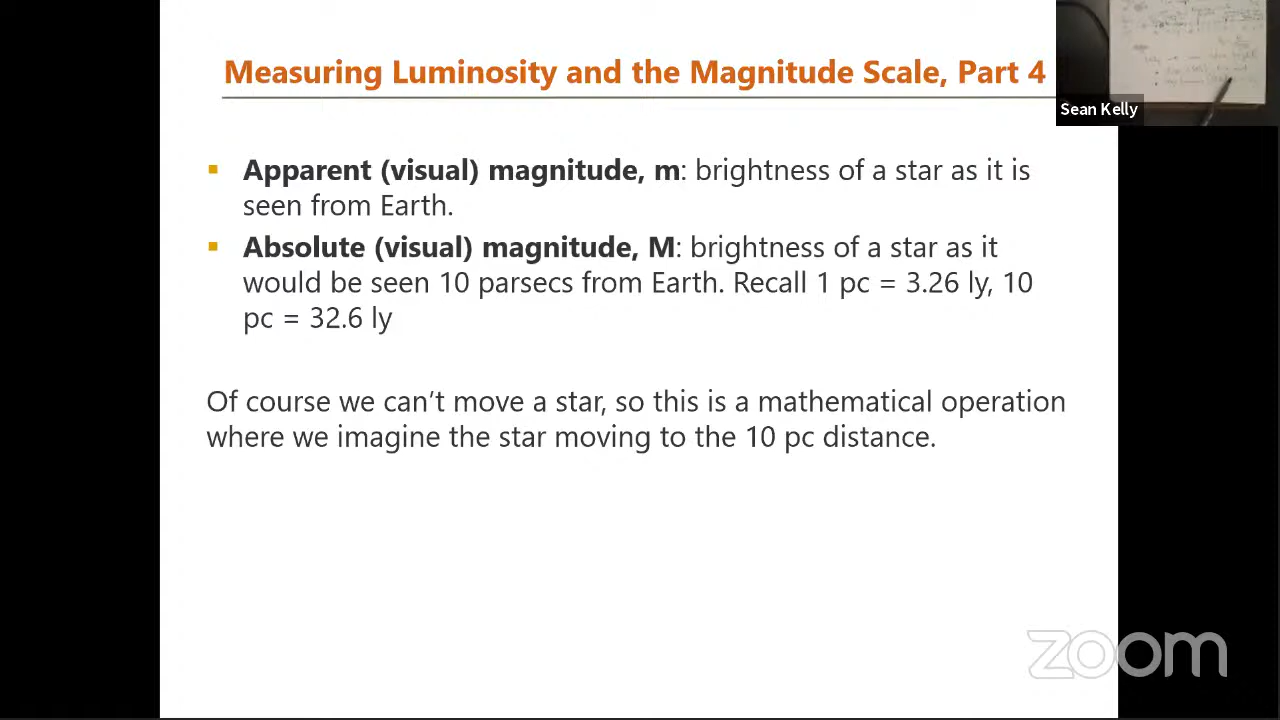 Measuring Luminosity and the Magnitude Scale, Part 4
Sean Kelly
▪ Apparent (visual) magnitude, m: brightness of a star as it is
seen from Earth.
▪ Absolute (visual) magnitude, M: brightness of a star as it
would be seen 10 parsecs from Earth. Recall 1 pc = 3.26 ly, 10
pc = 32.6 ly
Of course we can’t move a star, so this is a mathematical operation
where we imagine the star moving to the 10 pc distance.
zoom